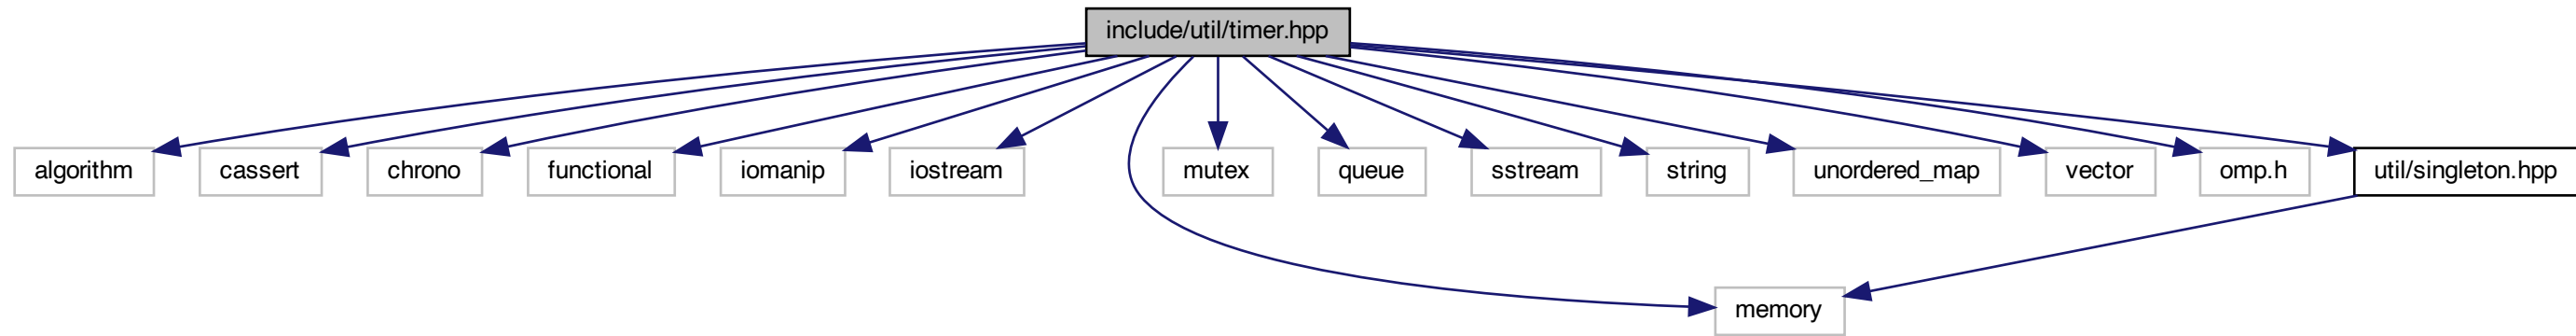 include/util/timer.hpp
algorithm
cassert
chrono
functional
iomanip
iostream
mutex
queue
sstream
string
unordered_map
vector
omp.h
util/singleton.hpp
memory